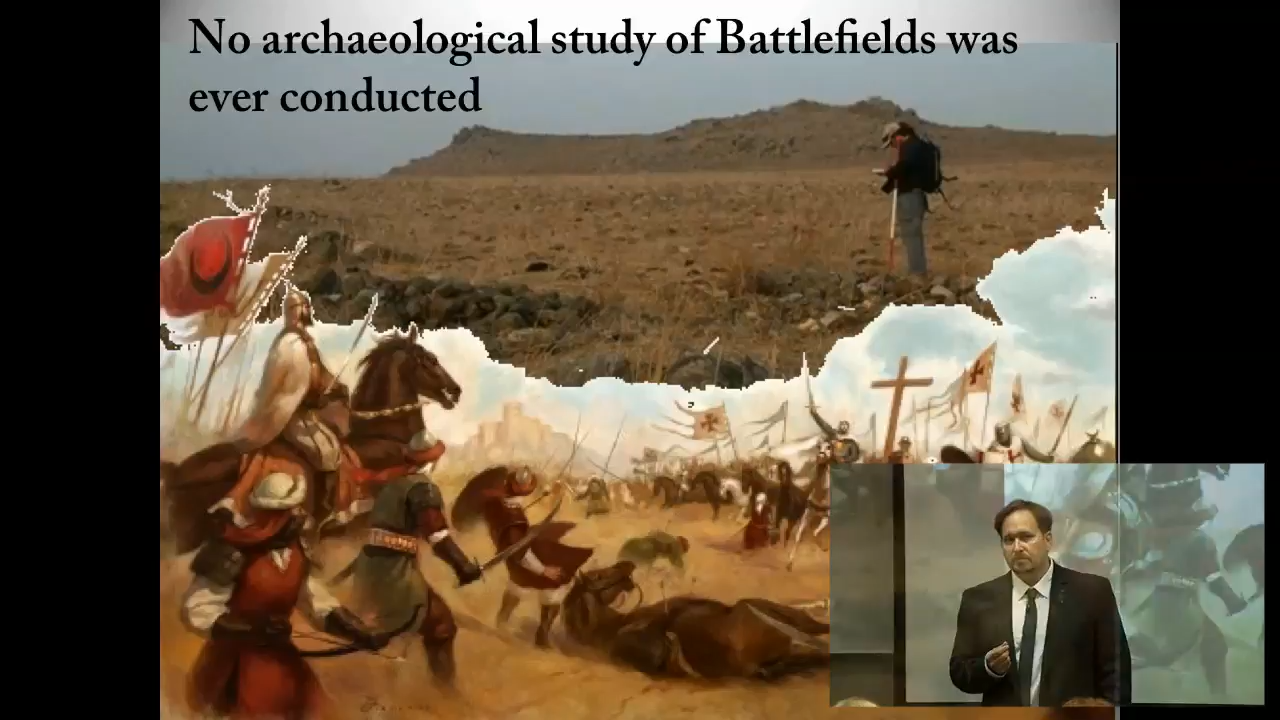 No archaeological study of Battlefields was
ever conducted